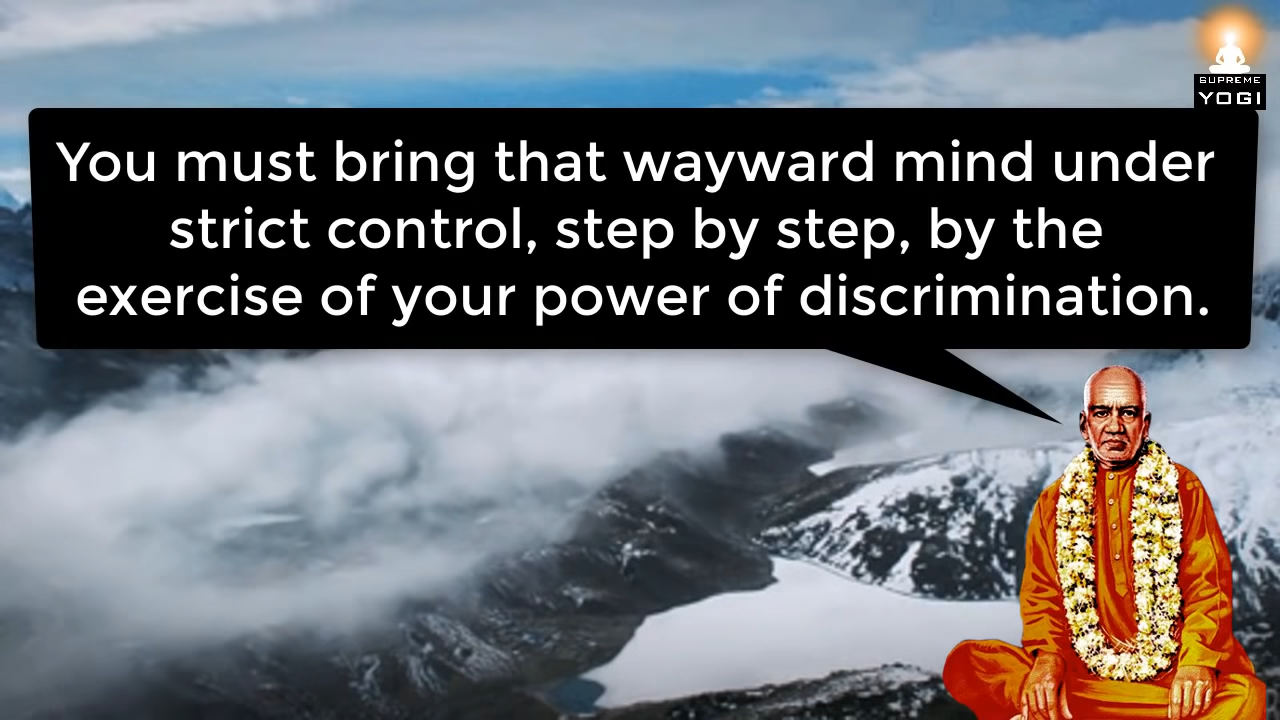 SUPREME
YOGI
You must bring that wayward mind under
strict control, step by step, by the
exercise of your power of discrimination.